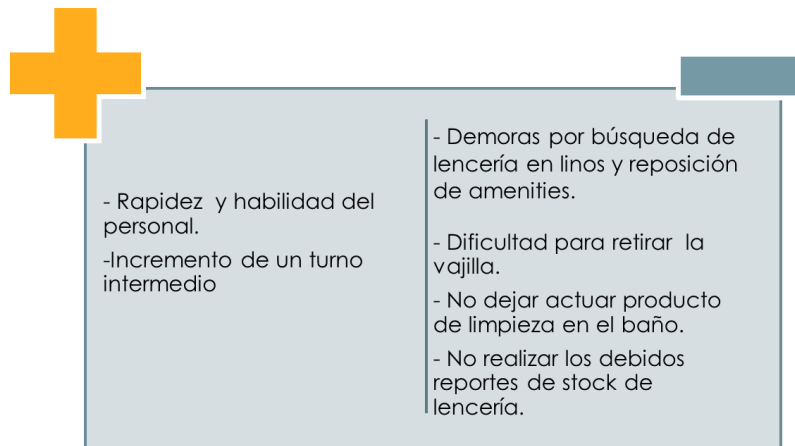 - Rapidez y habilidad del
personal.
-Incremento de un turno
intermedio
- Demoras por búsqueda de
lencería en linos y reposición
de amenities.
- Dificultad para retirar la
vajilla.
- No dejar actuar producto
de limpieza en el baño.
- No realizar los debidos
reportes de stock de
lencería.